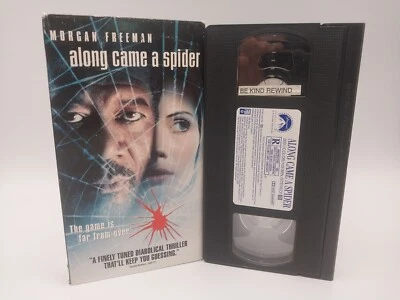 MORGAN FREEMAN
along came a spider
The game is
far from over
"A FINELY TUNED DIABOLICAL THRILLER
THAT'LL KEEP YOU GUESSING."
BE KIND REWIND
ALONG CAME A SPIDER
R